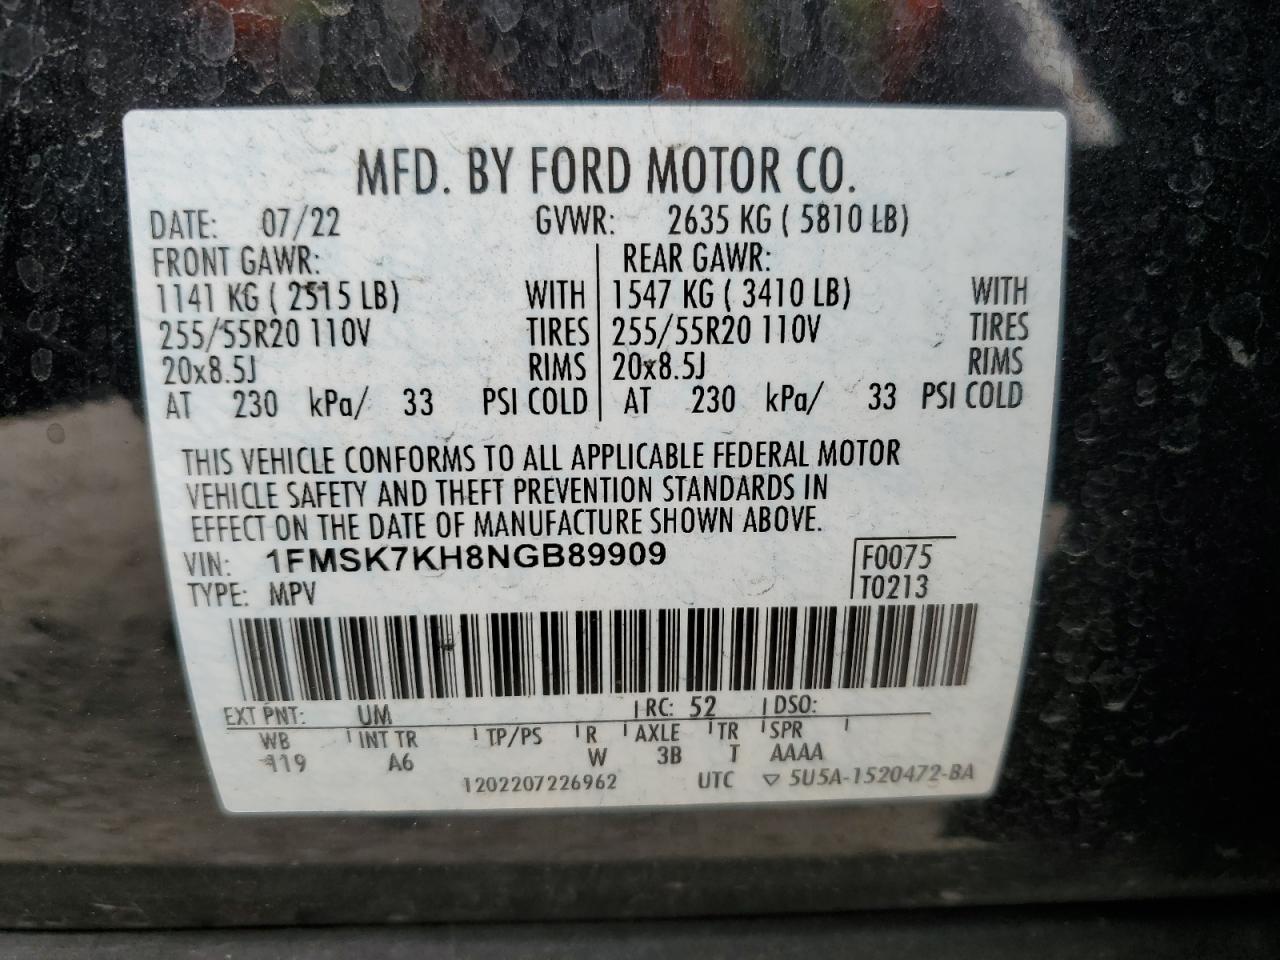 MFD. BY FORD MOTOR CO.
DATE: 07/22 GVWR: 2635 KG ( 5810 LB)
FRONT GAWR: REAR GAWR:
1141 KG ( 2515 LB) WITH 1547 KG ( 3410 LB) WITH
255/55R20 110V TIRES 255/55R20 110V TIRES
20x8.5J RIMS 20x8.5J RIMS
AT 230 kPa/ 33 PSI COLD AT 230 kPa/ 33 PSI COLD
THIS VEHICLE CONFORMS TO ALL APPLICABLE FEDERAL MOTOR
VEHICLE SAFETY AND THEFT PREVENTION STANDARDS IN
EFFECT ON THE DATE OF MANUFACTURE SHOWN ABOVE.
VIN: 1FMSK7KH8NGB89909 F0075
TYPE: MPV T0213
EXT PNT: UM RC: 52 DSO:
WB INT TR TP/PS R AXLE TR SPR
119 A6 W 3B T AAAA
1202207226962 UTC ▽ 5U5A-1520472-BA